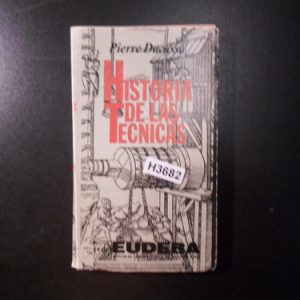 Pierre Ducassé
HISTORIA
DE LAS
TECNICAS
H3682
EUDEBA